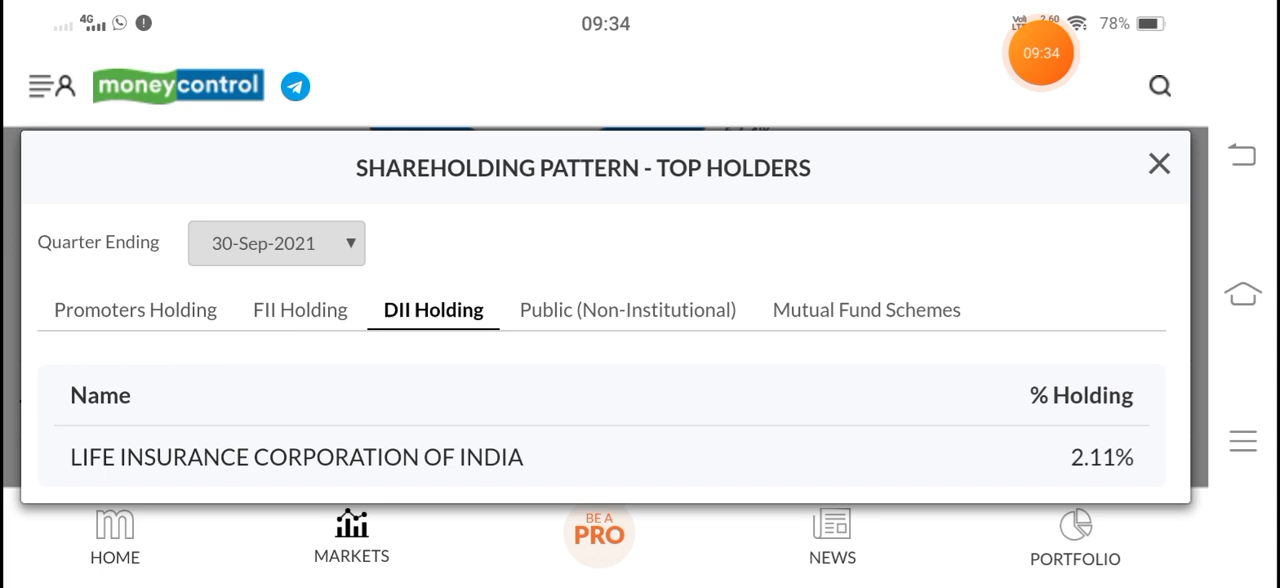 4G 09:34 78%
09:34
moneycontrol
SHAREHOLDING PATTERN - TOP HOLDERS
Quarter Ending 30-Sep-2021
Promoters Holding FII Holding DII Holding Public (Non-Institutional) Mutual Fund Schemes
Name % Holding
LIFE INSURANCE CORPORATION OF INDIA 2.11%
HOME MARKETS BE A PRO NEWS PORTFOLIO